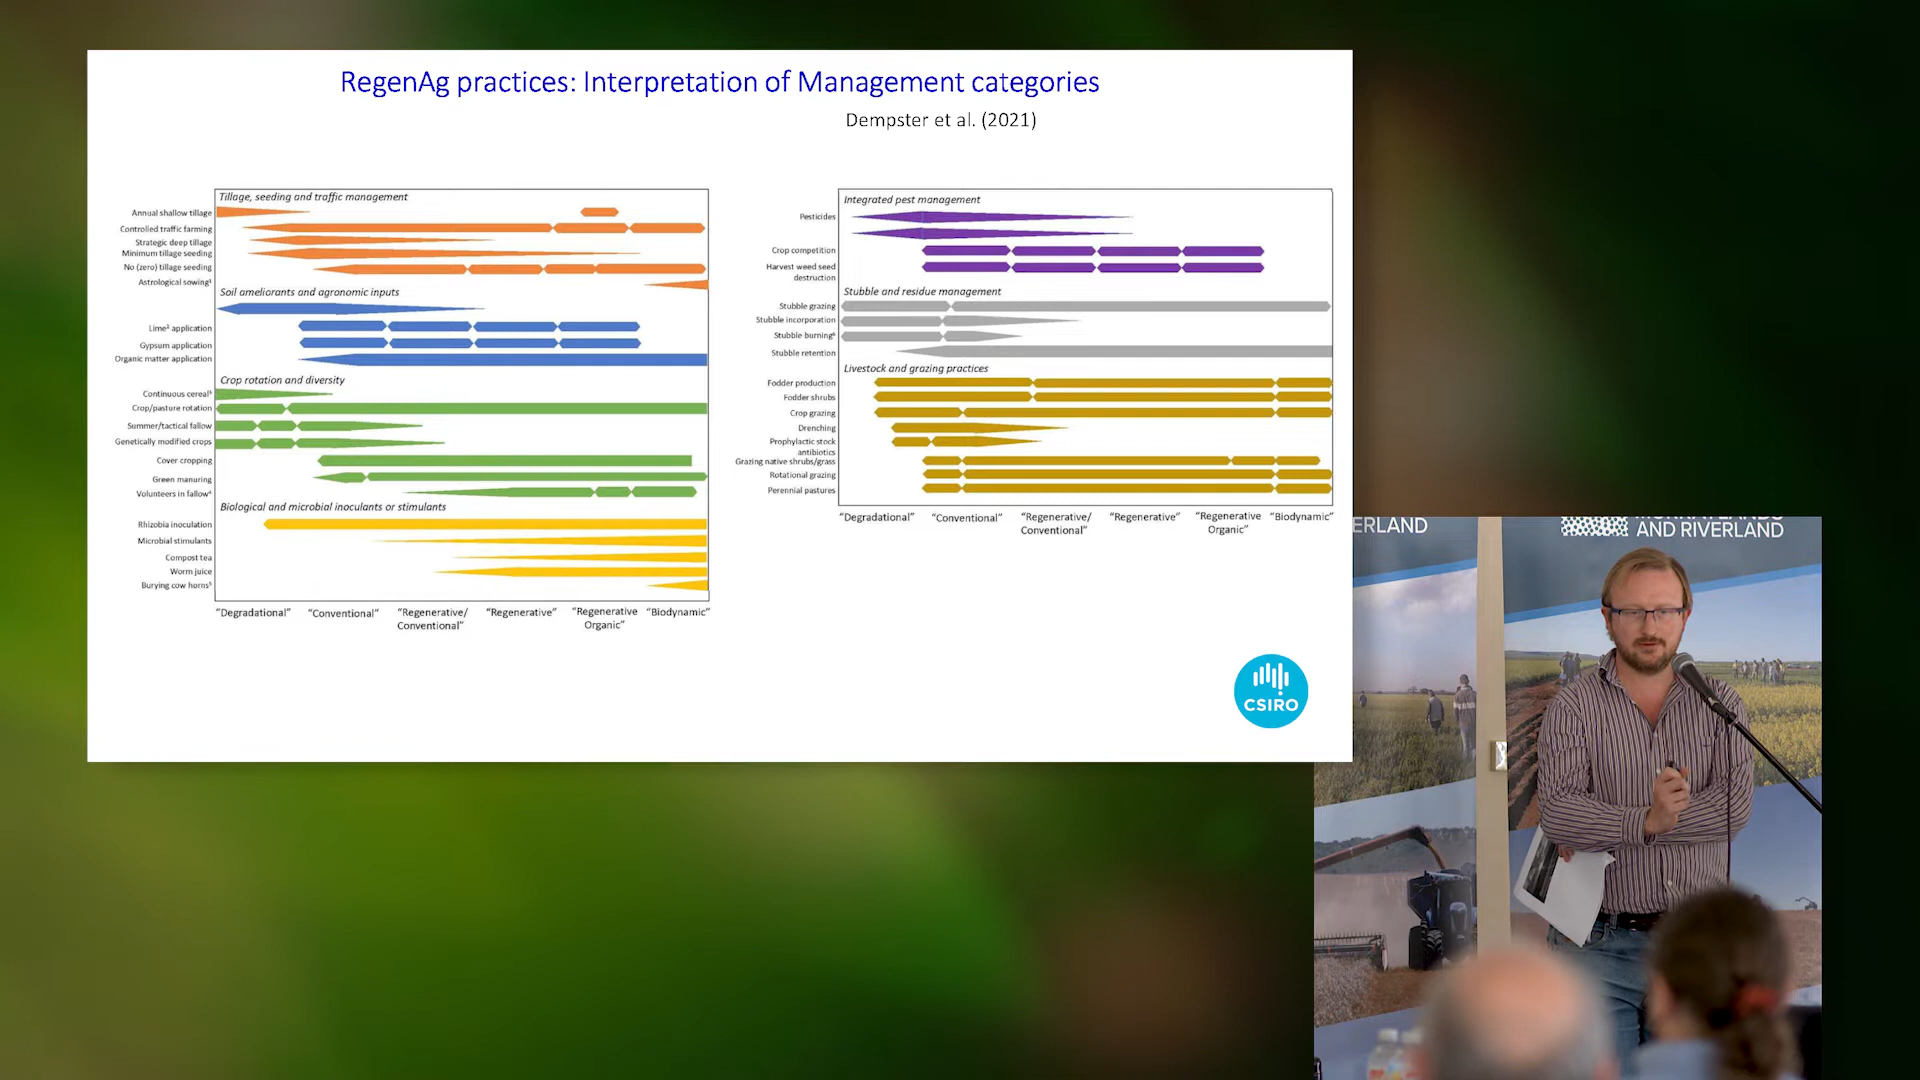 RegenAg practices: Interpretation of Management categories
Dempster et al. (2021)
Tillage, seeding and traffic management
Annual shallow tillage
Controlled traffic farming
Strategic deep tillage
Minimum tillage seeding
No (zero) tillage seeding
Astrological sowing¹
Soil ameliorants and agronomic inputs
Lime² application
Gypsum application
Organic matter application
Crop rotation and diversity
Continuous cereal³
Crop/pasture rotation
Summer/tactical fallow
Genetically modified crops
Cover cropping
Green manuring
Volunteers in fallow⁴
Biological and microbial inoculants or stimulants
Rhizobia inoculation
Microbial stimulants
Compost tea
Worm juice
Burying cow horns⁵
"Degradational"
"Conventional"
"Regenerative/
Conventional"
"Regenerative"
"Regenerative
Organic"
"Biodynamic"
Integrated pest management
Pesticides
Crop competition
Harvest weed seed
destruction
Stubble and residue management
Stubble grazing
Stubble incorporation
Stubble burning⁶
Stubble retention
Livestock and grazing practices
Fodder production
Fodder shrubs
Crop grazing
Drenching
Prophylactic stock
antibiotics
Grazing native shrubs/grass
Rotational grazing
Perennial pastures
"Degradational"
"Conventional"
"Regenerative/
Conventional"
"Regenerative"
"Regenerative
Organic"
"Biodynamic"
CSIRO
ERLAND
AND RIVERLAND